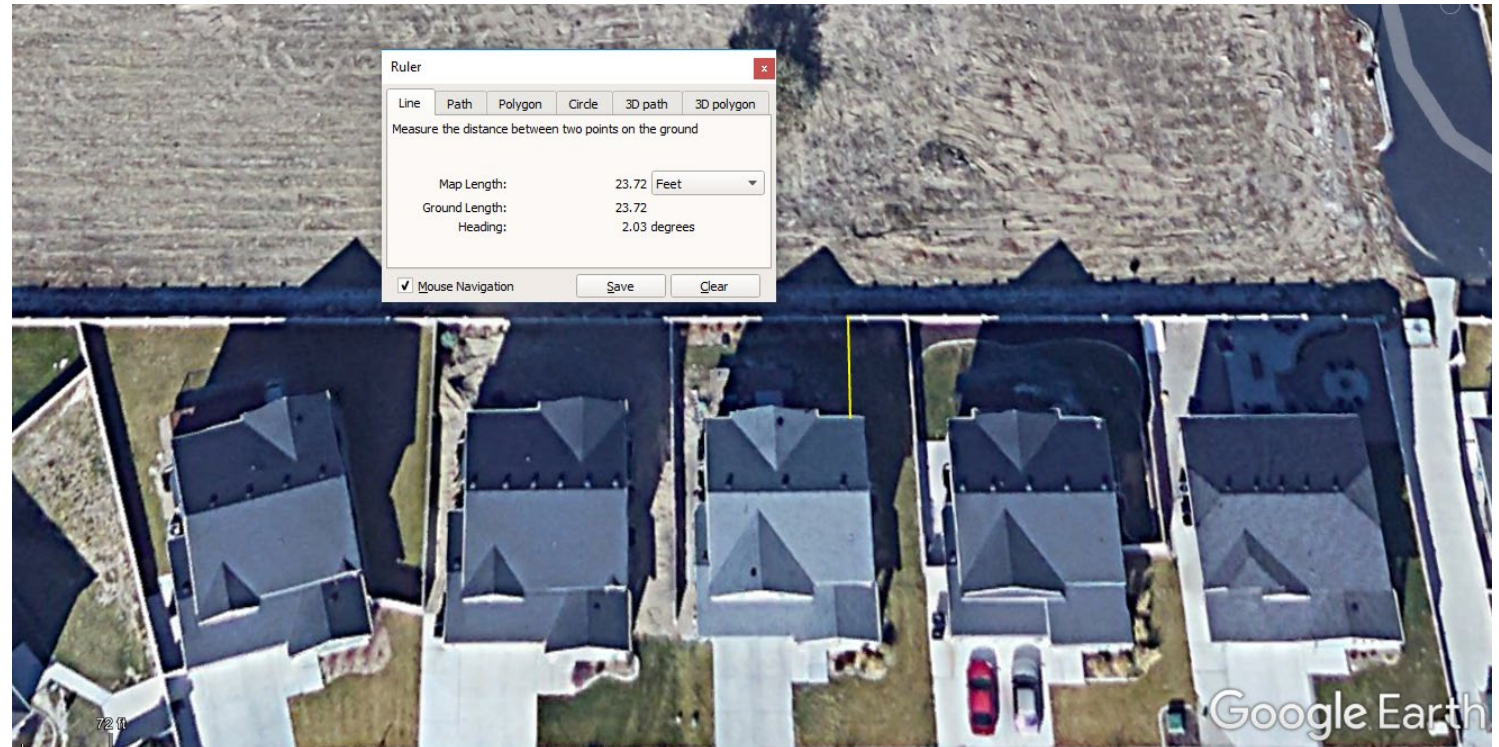 Ruler
x
Line Path Polygon Circle 3D path 3D polygon
Measure the distance between two points on the ground
Map Length: 23.72 Feet
Ground Length: 23.72
Heading: 2.03 degrees
Mouse Navigation Save Clear
72 ft
Google Earth